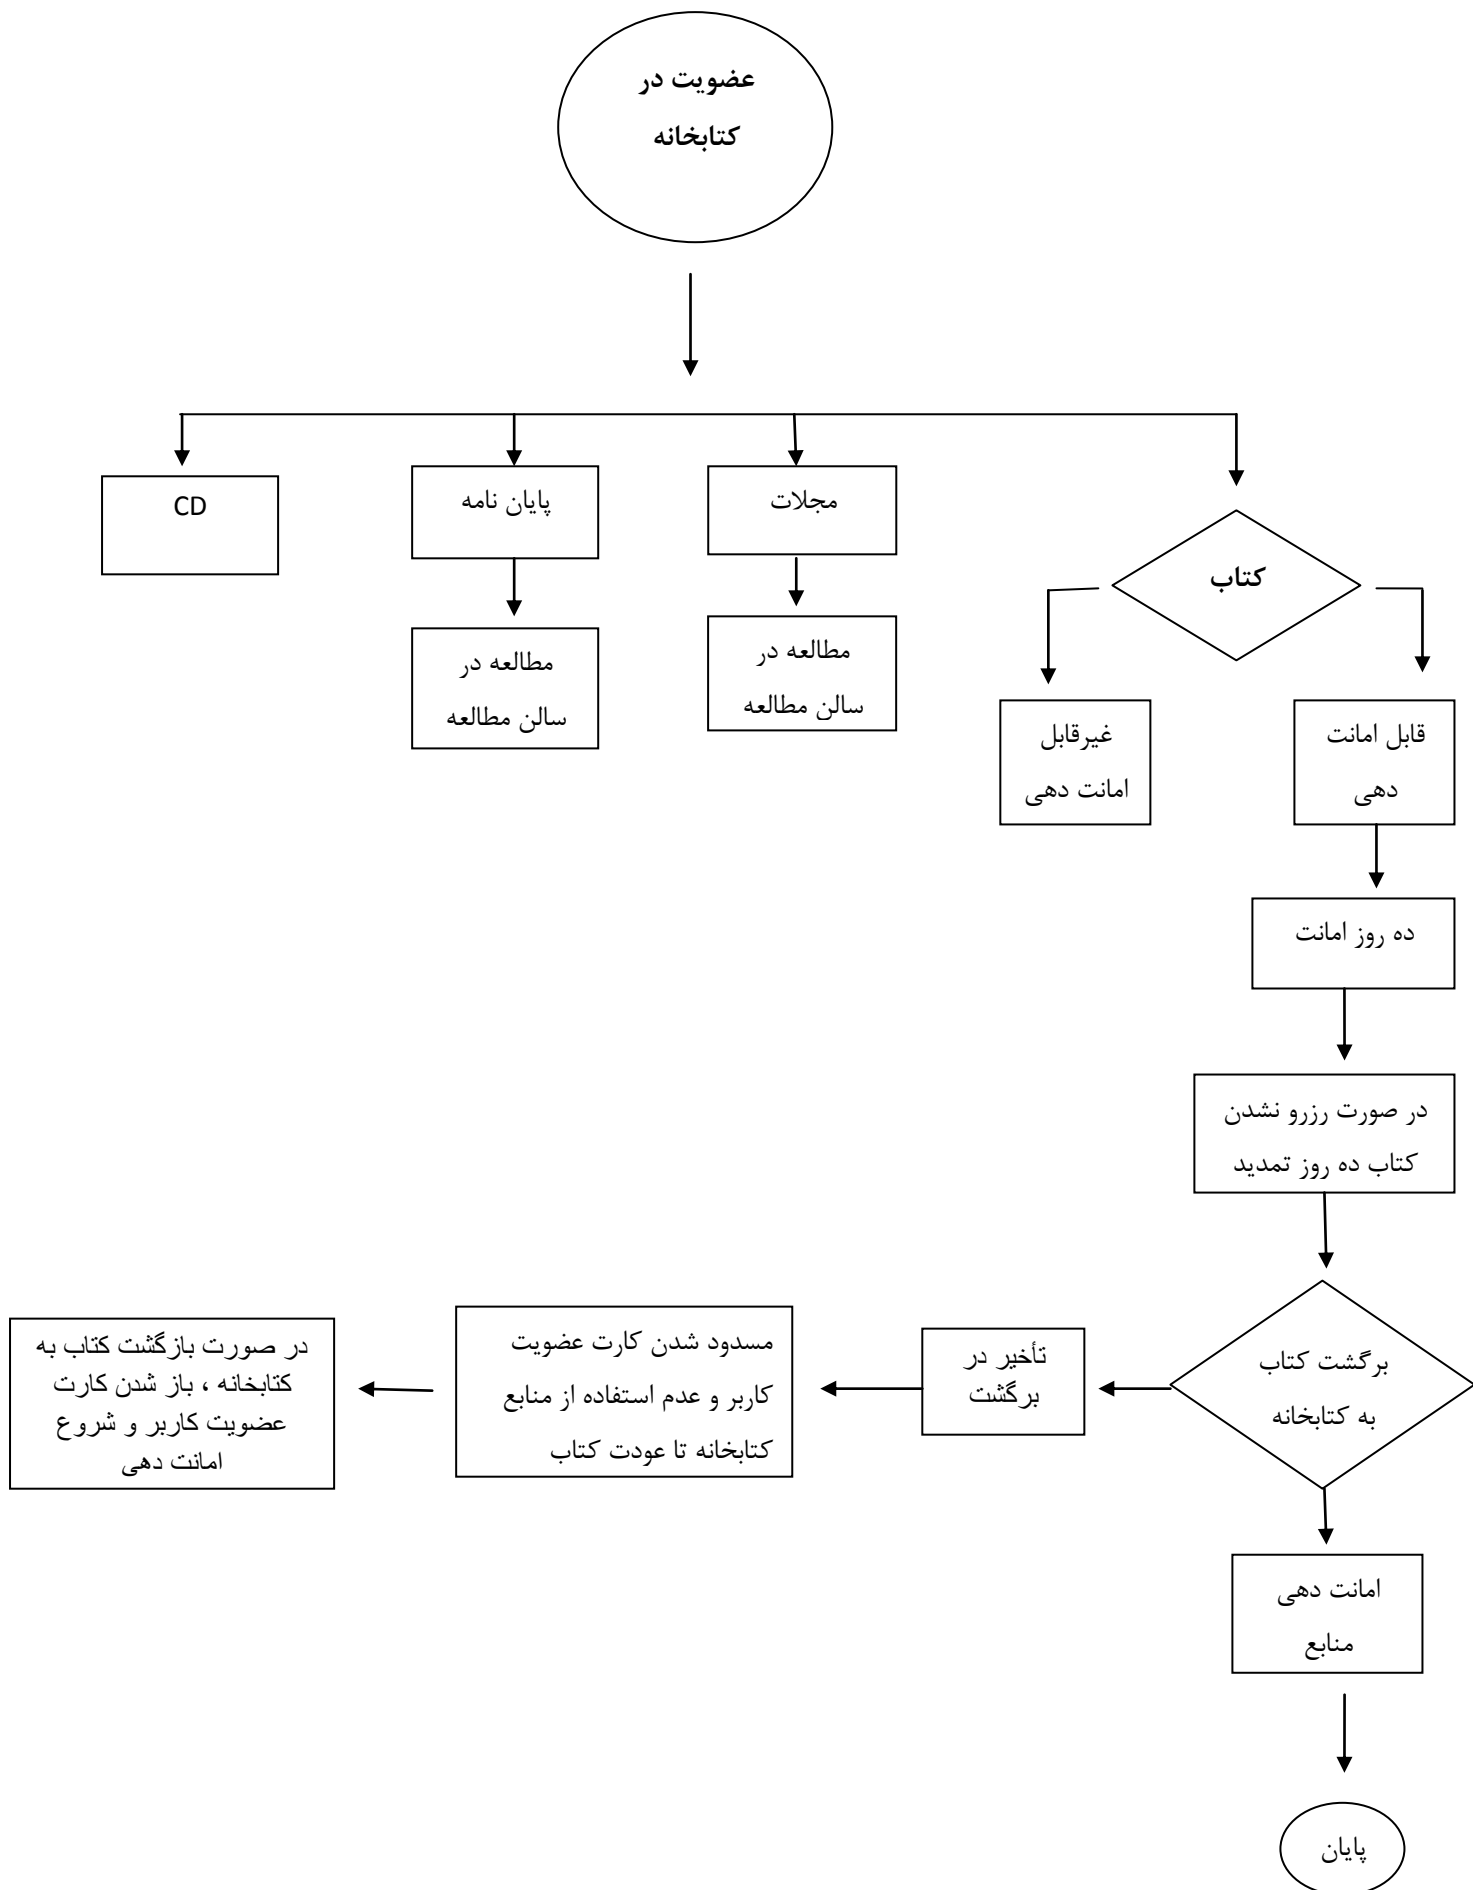 عضویت در
کتابخانه
کتاب
مجلات
پایان نامه
CD
مطالعه در
سالن مطالعه
مطالعه در
سالن مطالعه
قابل امانت
دهی
غیرقابل
امانت دهی
ده روز امانت
در صورت رزرو نشدن
کتاب ده روز تمدید
برگشت کتاب
به کتابخانه
تأخیر در
برگشت
مسدود شدن کارت عضویت
کاربر و عدم استفاده از منابع
کتابخانه تا عودت کتاب
در صورت بازگشت کتاب به
کتابخانه ، باز شدن کارت
عضویت کاربر و شروع
امانت دهی
امانت دهی
منابع
پایان